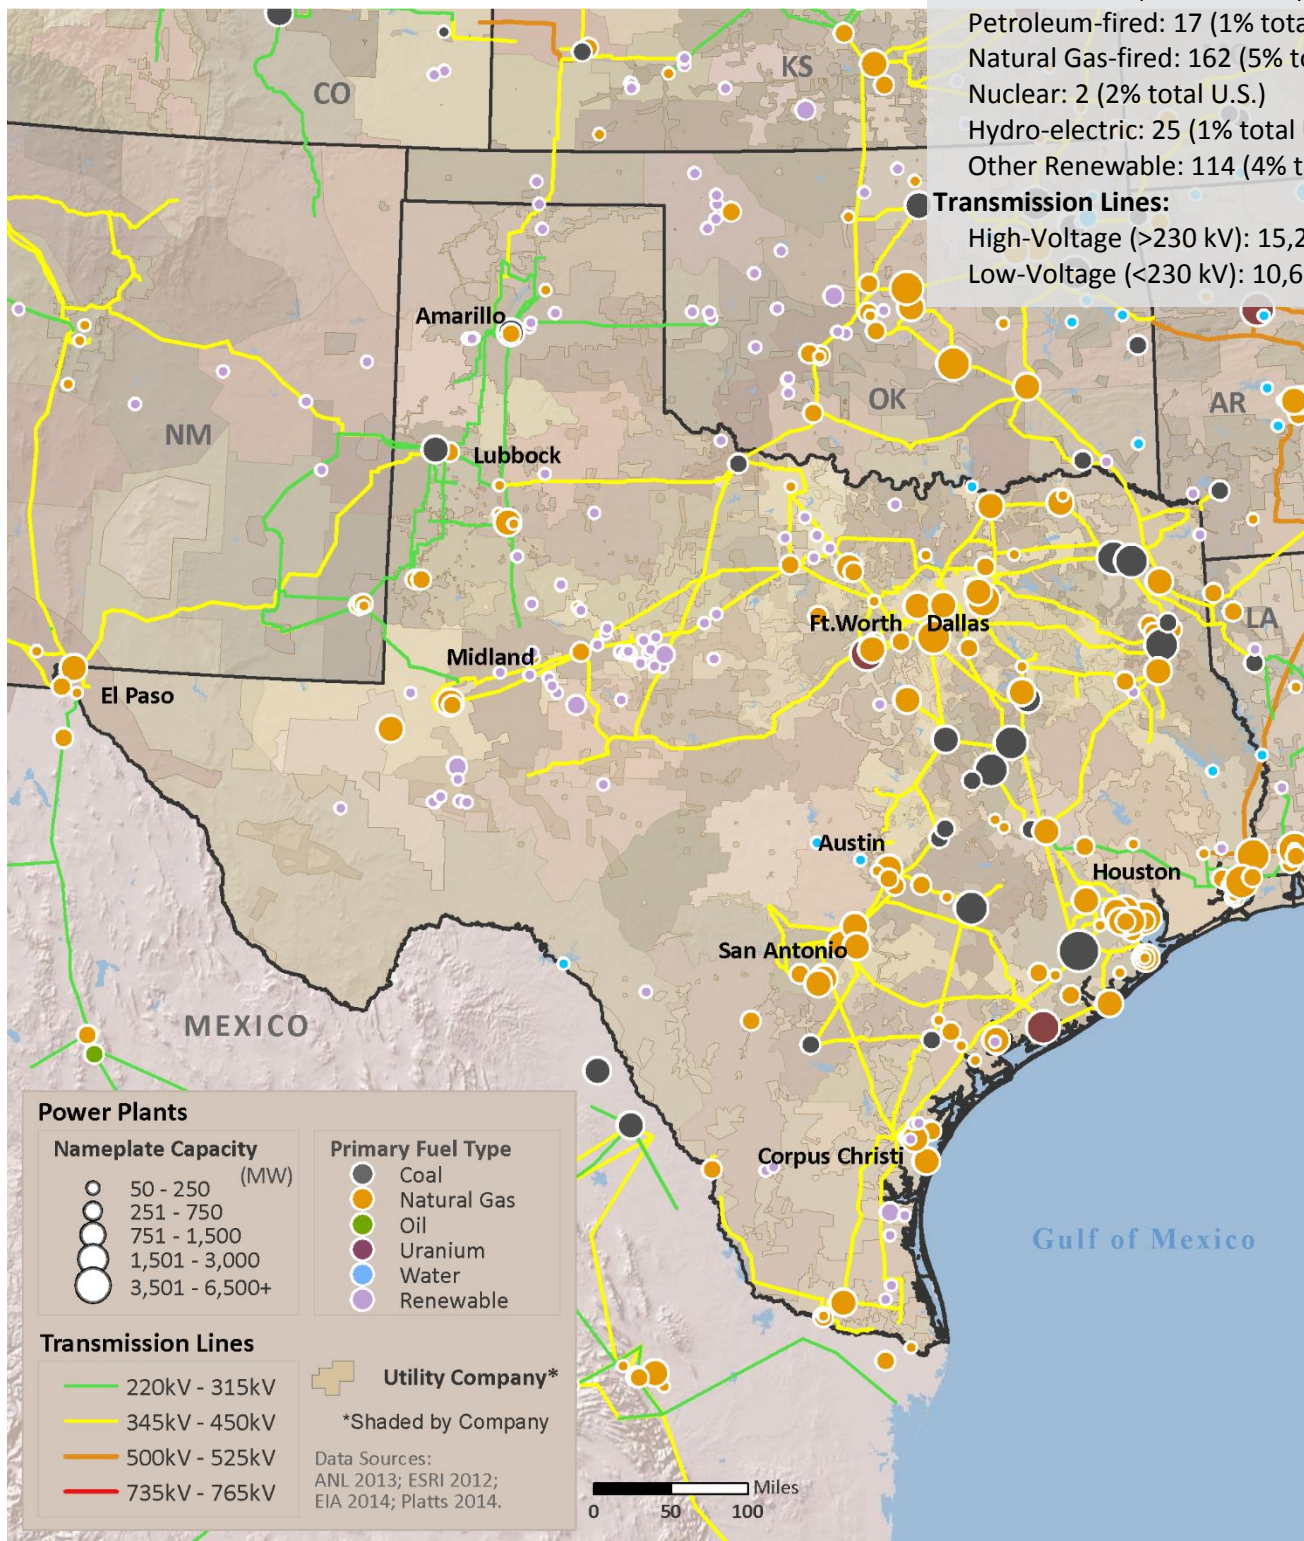 Petroleum-fired: 17 (1% tota
Natural Gas-fired: 162 (5% to
Nuclear: 2 (2% total U.S.)
Hydro-electric: 25 (1% total
Other Renewable: 114 (4% t
Transmission Lines:
High-Voltage (>230 kV): 15,2
Low-Voltage (<230 kV): 10,6
CO
KS
Amarillo
OK
AR
NM
Lubbock
Ft.Worth
Dallas
LA
Midland
El Paso
Austin
Houston
San Antonio
MEXICO
Corpus Christi
Gulf of Mexico
Power Plants
Nameplate Capacity
(MW)
50 - 250
251 - 750
751 - 1,500
1,501 - 3,000
3,501 - 6,500+
Primary Fuel Type
Coal
Natural Gas
Oil
Uranium
Water
Renewable
Transmission Lines
220kV - 315kV
345kV - 450kV
500kV - 525kV
735kV - 765kV
Utility Company*
*Shaded by Company
Data Sources:
ANL 2013; ESRI 2012;
EIA 2014; Platts 2014.
Miles
0 50 100